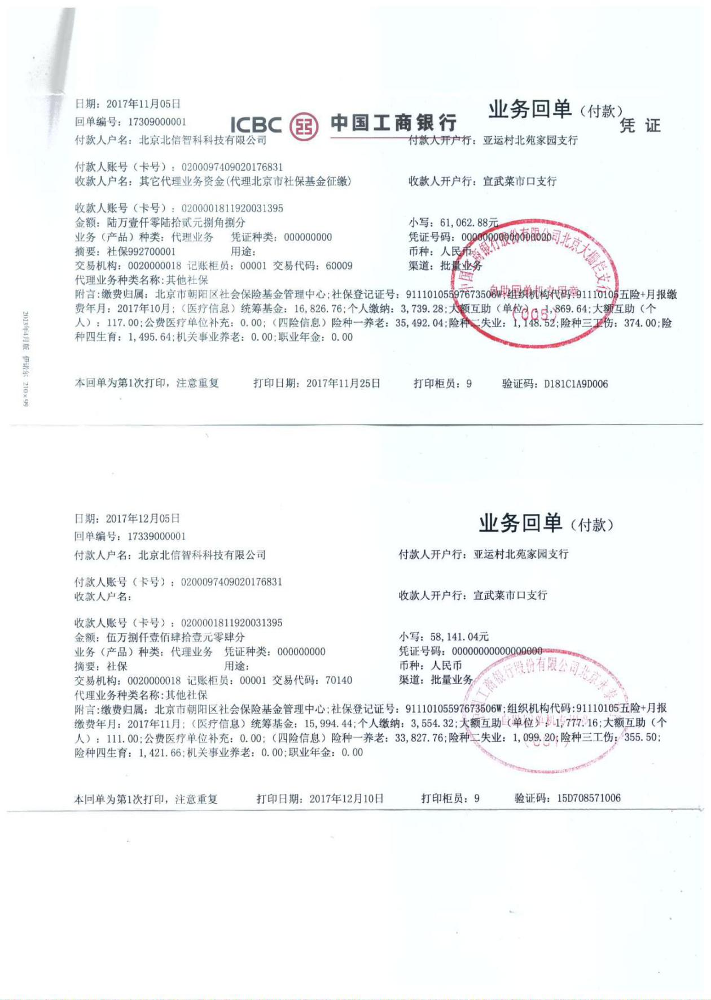 日期：2017年11月05日
业务回单（付款）
凭 证
回单编号：17309000001
ICBC 中国工商银行
付款人户名：北京北信智科科技有限公司 付款人开户行：亚运村北苑家园支行
付款人账号（卡号）：0200097409020176831
收款人户名：其它代理业务资金(代理北京市社保基金征缴) 收款人开户行：宣武菜市口支行
收款人账号（卡号）：0200001811920031395
金额：陆万壹仟零陆拾贰元捌角捌分 小写：61,062.88元
业务（产品）种类：代理业务 凭证种类：000000000 凭证号码：00000000000000000
摘要：社保992700001 用途： 币种：人民币
交易机构：0020000018 记账柜员：00001 交易代码：60009 渠道：批量业务
代理业务种类名称:其他社保
附言:缴费归属：北京市朝阳区社会保险基金管理中心;社保登记证号：91110105597673506W;组织机构代码:91110105五险+月报缴
费年月：2017年10月;（医疗信息）统筹基金：16,826.76;个人缴纳：3,739.28;大额互助（单位）：1,869.64;大额互助（个
人）：117.00;公费医疗单位补充：0.00;（四险信息）险种一养老：35,492.04;险种二失业：1,148.52;险种三工伤：374.00;险
种四生育：1,495.64;机关事业养老：0.00;职业年金：0.00
中国工商银行股份有限公司北京大栅栏支行
自助回单机专用章
（005）
本回单为第1次打印，注意重复 打印日期：2017年11月25日 打印柜员：9 验证码：D181C1A9D006
2013年4月版 伊诺尔 210×99
日期：2017年12月05日
业务回单（付款）
回单编号：17339000001
付款人户名：北京北信智科科技有限公司 付款人开户行：亚运村北苑家园支行
付款人账号（卡号）：0200097409020176831
收款人户名： 收款人开户行：宣武菜市口支行
收款人账号（卡号）：0200001811920031395
金额：伍万捌仟壹佰肆拾壹元零肆分 小写：58,141.04元
业务（产品）种类：代理业务 凭证种类：000000000 凭证号码：00000000000000000
摘要：社保 用途： 币种：人民币
交易机构：0020000018 记账柜员：00001 交易代码：70140 渠道：批量业务
代理业务种类名称:其他社保
附言:缴费归属：北京市朝阳区社会保险基金管理中心;社保登记证号：91110105597673506W;组织机构代码:91110105五险+月报
缴费年月：2017年11月;（医疗信息）统筹基金：15,994.44;个人缴纳：3,554.32;大额互助（单位）：1,777.16;大额互助（个
人）：111.00;公费医疗单位补充：0.00;（四险信息）险种一养老：33,827.76;险种二失业：1,099.20;险种三工伤：355.50;
险种四生育：1,421.66;机关事业养老：0.00;职业年金：0.00
中国工商银行股份有限公司北京永泰
自助回单机专用章
本回单为第1次打印，注意重复 打印日期：2017年12月10日 打印柜员：9 验证码：15D708571006